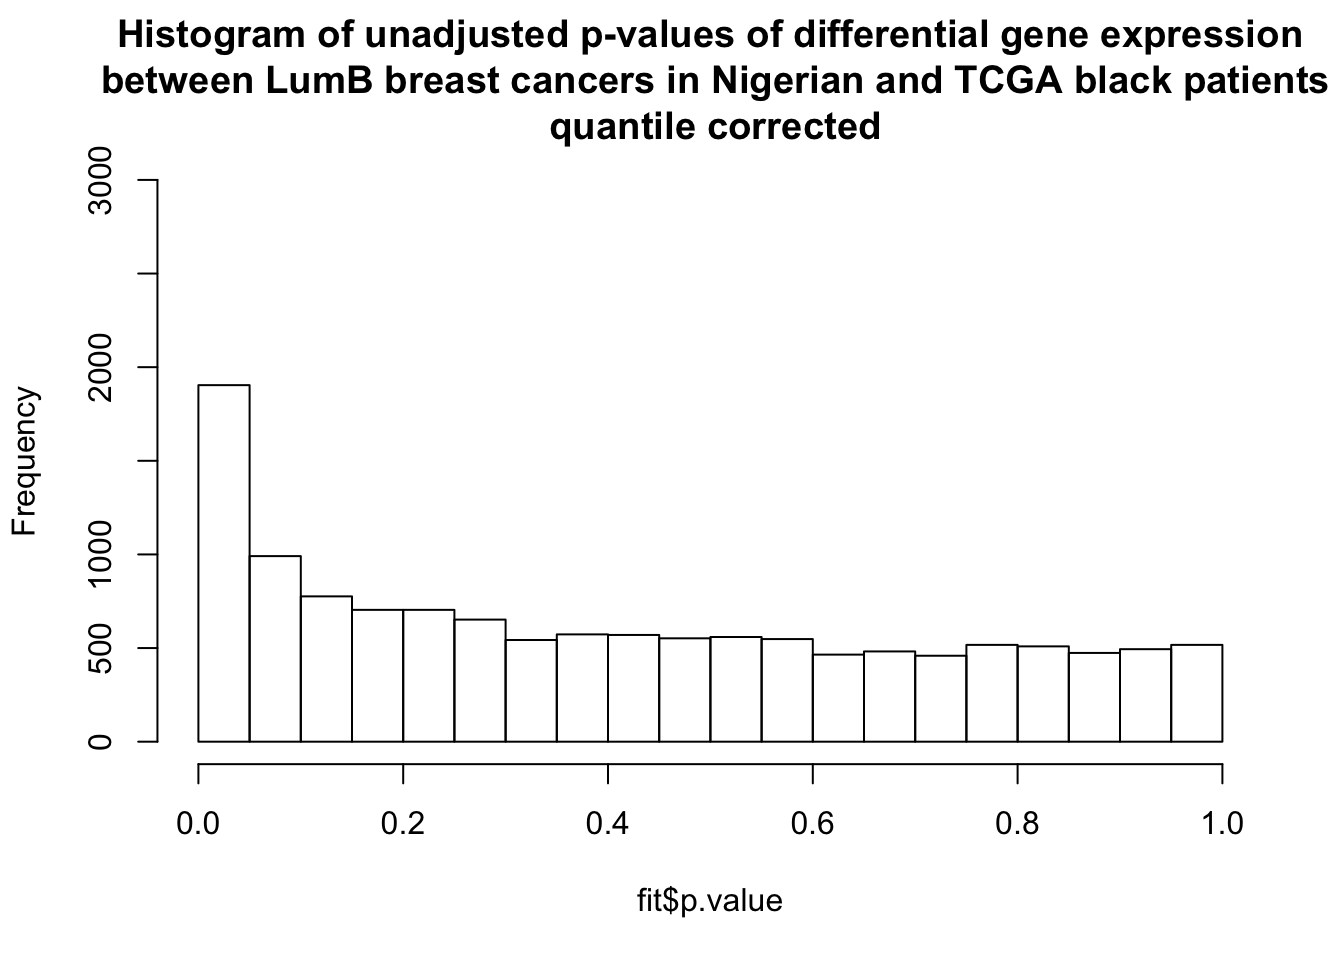 Histogram of unadjusted p-values of differential gene expression
between LumB breast cancers in Nigerian and TCGA black patients
quantile corrected
3000
2000
1000
500
0
Frequency
0.0 0.2 0.4 0.6 0.8 1.0
fit$p.value